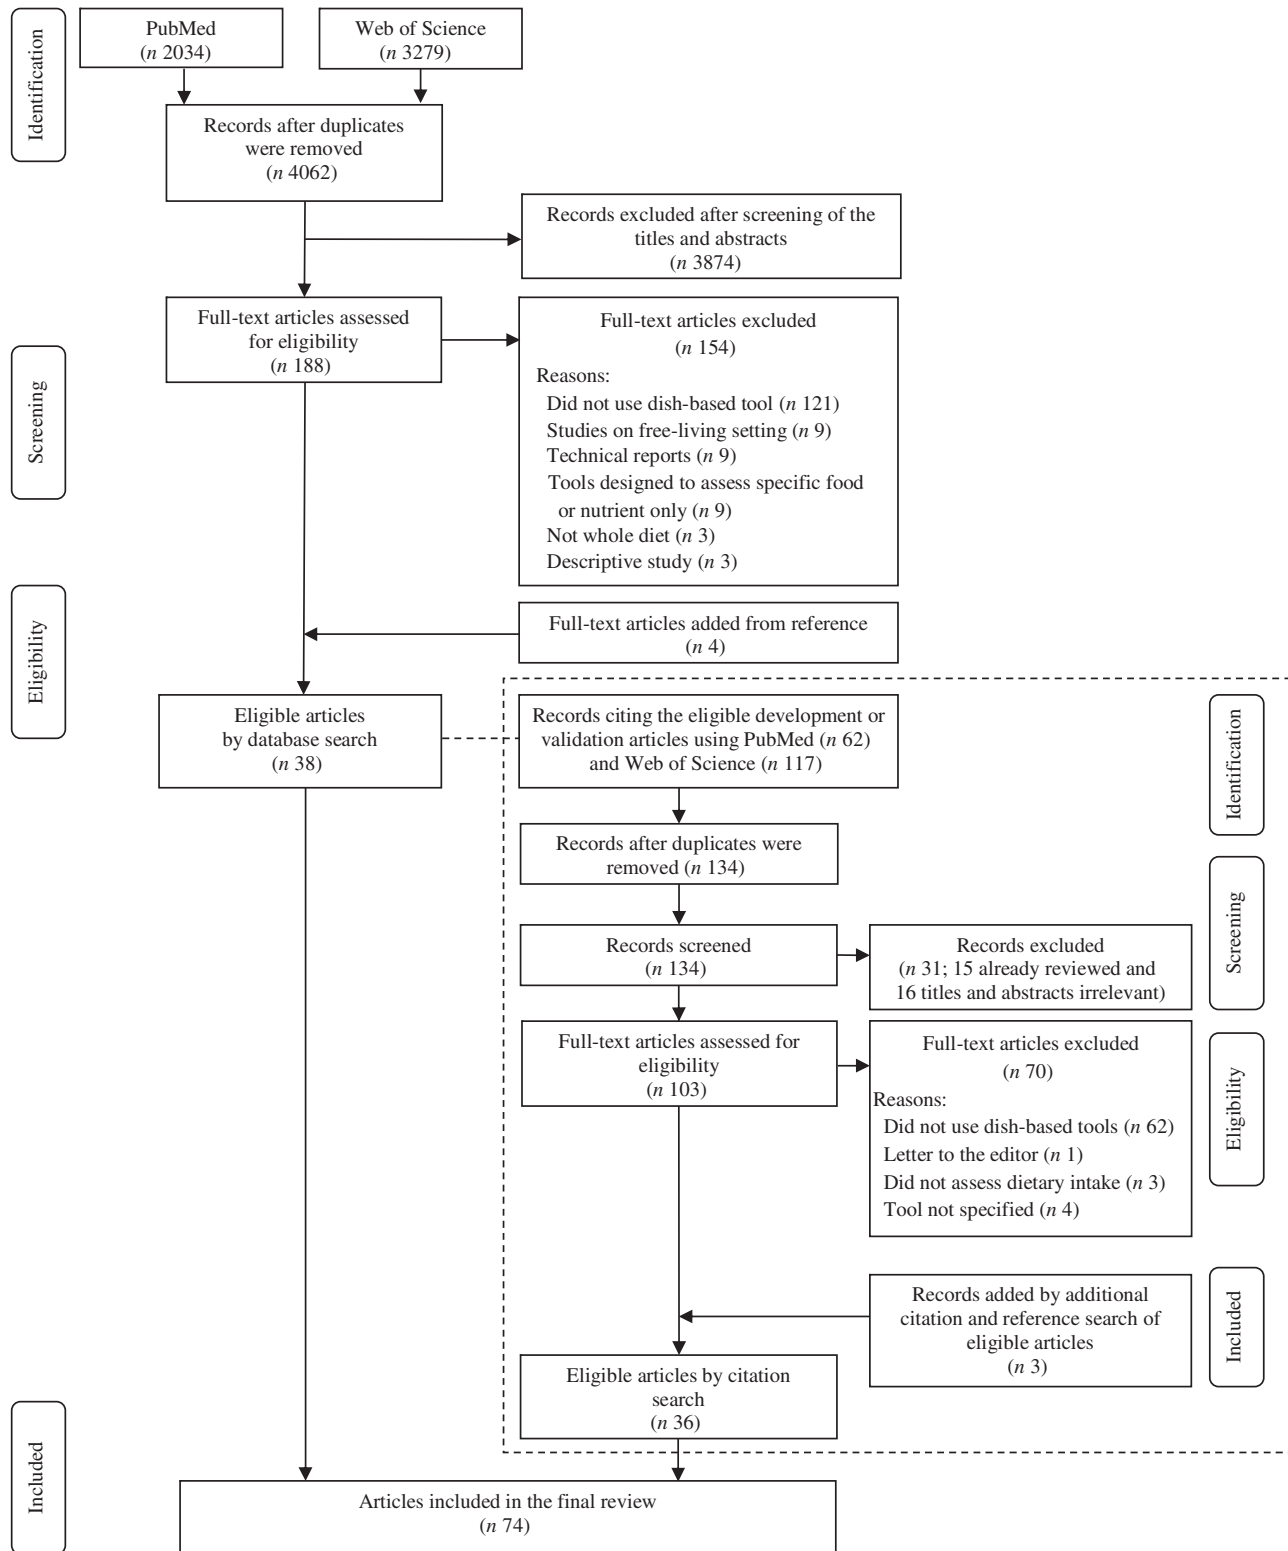 Identification
PubMed
(n 2034)
Web of Science
(n 3279)
Records after duplicates
were removed
(n 4062)
Records excluded after screening of the
titles and abstracts
(n 3874)
Screening
Full-text articles assessed
for eligibility
(n 188)
Full-text articles excluded
(n 154)
Reasons:
Did not use dish-based tool (n 121)
Studies on free-living setting (n 9)
Technical reports (n 9)
Tools designed to assess specific food
or nutrient only (n 9)
Not whole diet (n 3)
Descriptive study (n 3)
Eligibility
Full-text articles added from reference
(n 4)
Eligible articles
by database search
(n 38)
Records citing the eligible development or
validation articles using PubMed (n 62)
and Web of Science (n 117)
Identification
Records after duplicates were
removed (n 134)
Screening
Records screened
(n 134)
Records excluded
(n 31; 15 already reviewed and
16 titles and abstracts irrelevant)
Full-text articles assessed for
eligibility
(n 103)
Full-text articles excluded
(n 70)
Reasons:
Did not use dish-based tools (n 62)
Letter to the editor (n 1)
Did not assess dietary intake (n 3)
Tool not specified (n 4)
Eligibility
Records added by additional
citation and reference search of
eligible articles
(n 3)
Included
Eligible articles by citation
search
(n 36)
Included
Articles included in the final review
(n 74)